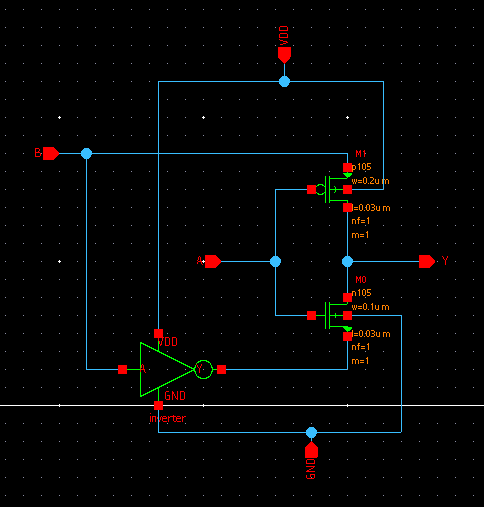 VDD
B
M1
p105
w=0.2um
l=0.03um
nf=1
m=1
A
Y
M0
n105
w=0.1um
l=0.03um
nf=1
m=1
VDD
A
Y
GND
inverter
GND